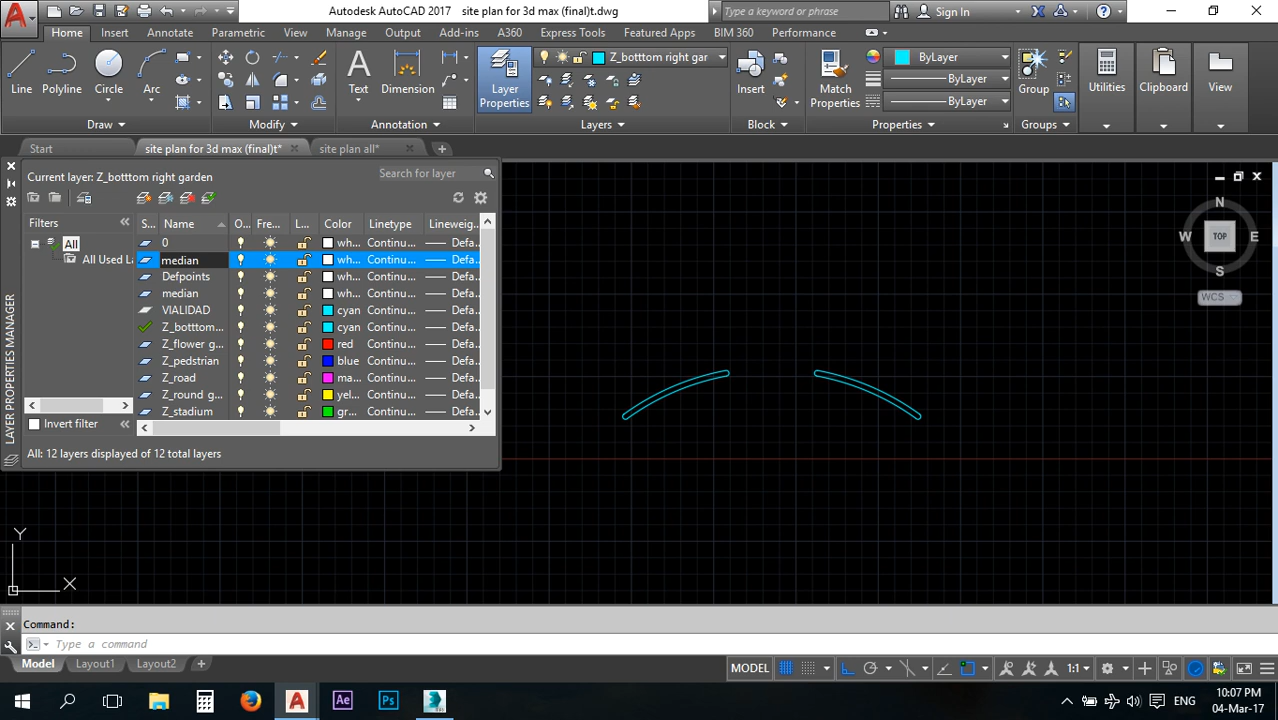 Autodesk AutoCAD 2017 site plan for 3d max (final)t.dwg
Type a keyword or phrase
Sign In
Home Insert Annotate Parametric View Manage Output Add-ins A360 Express Tools Featured Apps BIM 360 Performance
Line
Polyline
Circle
Arc
Text
Dimension
Layer
Properties
Z_botttom right gar
Insert
Match
Properties
ByLayer
ByLayer
ByLayer
Group
Utilities
Clipboard
View
Draw
Modify
Annotation
Layers
Block
Properties
Groups
Start
site plan for 3d max (final)t*
site plan all*
Current layer: Z_botttom right garden
Search for layer
Filters
All
All Used La
S... Name O... Fre... L... Color Linetype Lineweig...
0 wh... Continu... Defa...
median wh... Continu... Defa...
Defpoints wh... Continu... Defa...
median wh... Continu... Defa...
VIALIDAD cyan Continu... Defa...
Z_botttom... cyan Continu... Defa...
Z_flower g... red Continu... Defa...
Z_pedstrian blue Continu... Defa...
Z_road ma... Continu... Defa...
Z_round g... yel... Continu... Defa...
Z_stadium gr... Continu... Defa...
Invert filter
All: 12 layers displayed of 12 total layers
LAYER PROPERTIES MANAGER
N
W TOP E
S
WCS
Y
X
Command:
Type a command
Model Layout1 Layout2
MODEL
1:1
Ae
Ps
ENG
10:07 PM
04-Mar-17